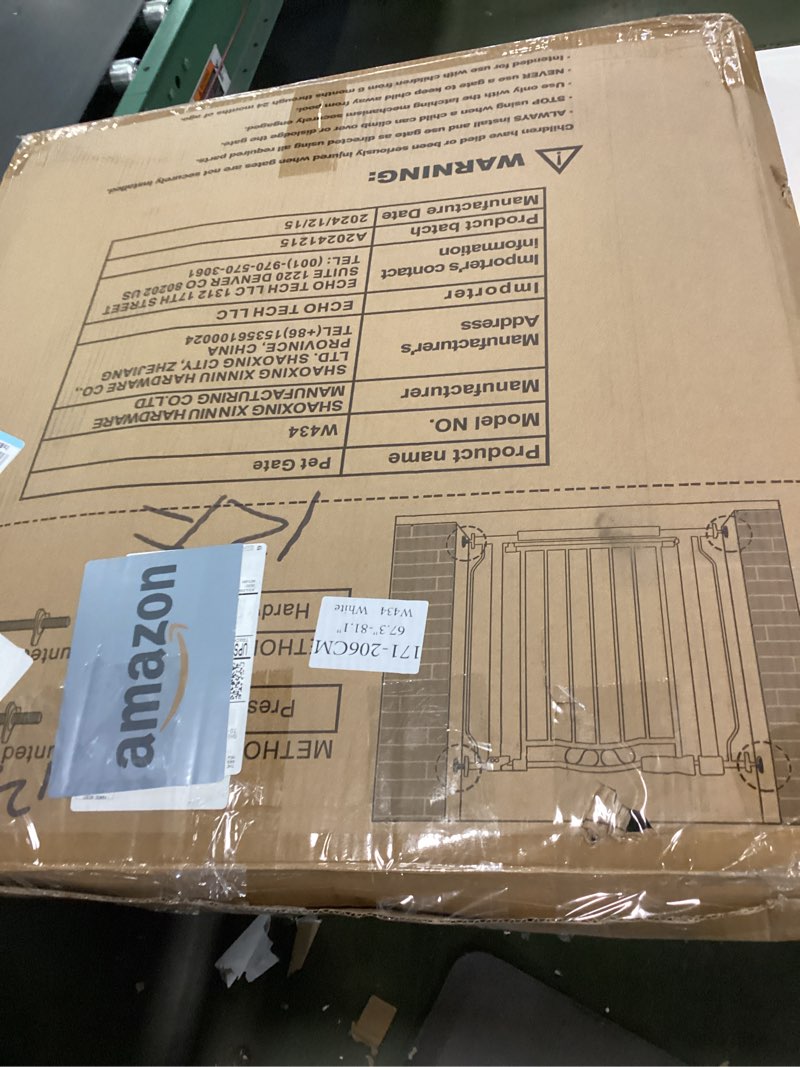 WARNING:
Children have been seriously injured or died when gates are not securely installed.
· ALWAYS install and use gate as directed using all required parts.
· STOP using when a child can climb over or dislodge the gate.
· Use only with the latching mechanism securely engaged.
· NEVER use a gate to keep child away from pool.
· Intended for use with children from 6 months through 24 months of age.
Product name Pet Gate
Model NO. W434
Manufacturer SHAOXING XINNIU HARDWARE
MANUFACTURING CO.LTD
Manufacturer's
Address
SHAOXING XINNIU HARDWARE CO.,
LTD. SHAOXING CITY, ZHEJIANG
PROVINCE, CHINA
TEL(+86)15356100024
Importer ECHO TECH LLC
Importer's contact
information
ECHO TECH LLC 1312 17TH STREET
SUITE 1220 DENVER CO 80202 US
TEL: (001)-970-570-3061
Product batch A20241215
Manufacture Date 2024/12/15
171-206CM
67.3"-81.1"
W434 White
METHO
Pres
unted
METHO
Hardw
unted
amazon
UPS